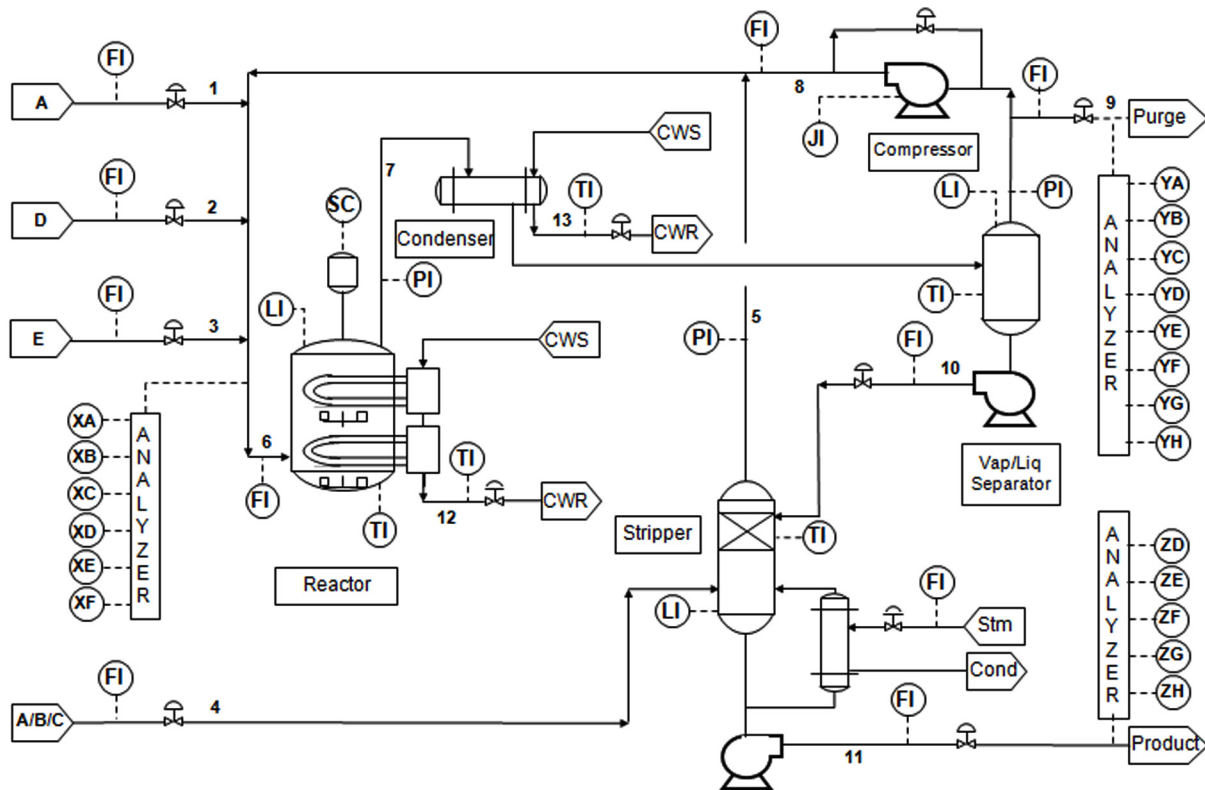 FI
FI
8
FI
9
A
1
JI
Compressor
Purge
CWS
7
FI
TI
LI
PI
YA
D
2
SC
Condenser
13
CWR
ANALYZER
YB
YC
FI
PI
TI
YD
LI
5
YE
E
3
CWS
PI
FI
YF
10
YG
XA
ANALYZER
6
YH
XB
FI
TI
Vap/Liq
Separator
XC
12
CWR
TI
Stripper
TI
ANALYZER
XD
ZD
XE
Reactor
FI
ZE
XF
LI
Stm
ZF
FI
Cond
ZG
A/B/C
4
FI
ZH
11
Product